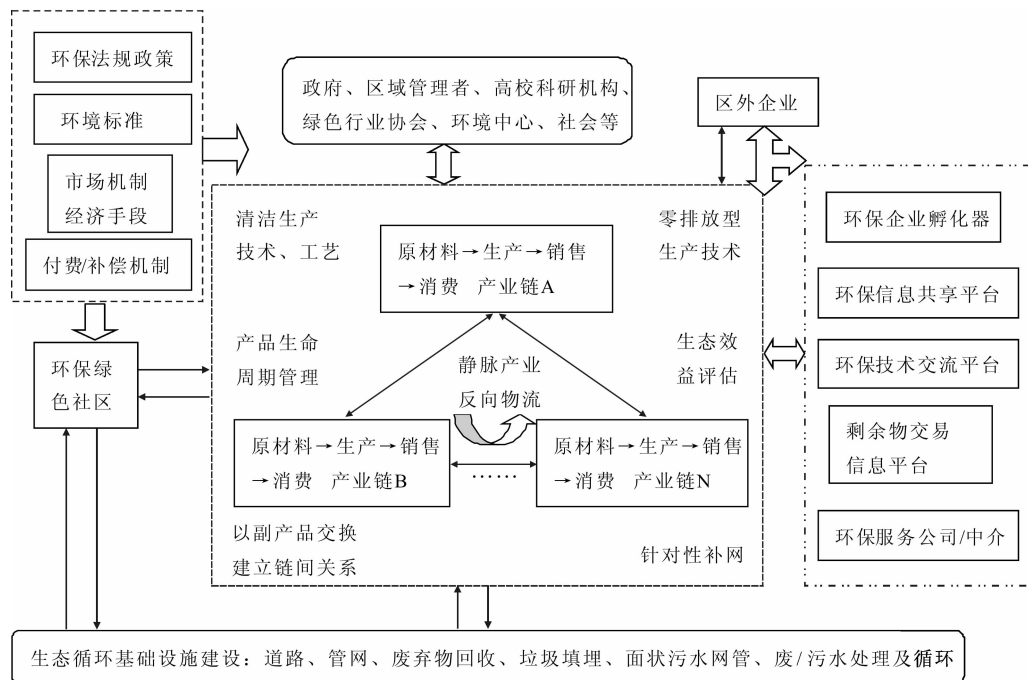 环保法规政策
环境标准
市场机制
经济手段
付费/补偿机制
政府、区域管理者、高校科研机构、
绿色行业协会、环境中心、社会等
区外企业
清洁生产
技术、工艺
零排放型
生产技术
原材料→生产→销售
→消费 产业链A
产品生命
周期管理
静脉产业
反向物流
生态效
益评估
原材料→生产→销售
→消费 产业链B
……
原材料→生产→销售
→消费 产业链N
以副产品交换
建立链间关系
针对性补网
环保绿
色社区
环保企业孵化器
环保信息共享平台
环保技术交流平台
剩余物交易
信息平台
环保服务公司/中介
生态循环基础设施建设：道路、管网、废弃物回收、垃圾填埋、面状污水网管、废/污水处理及循环